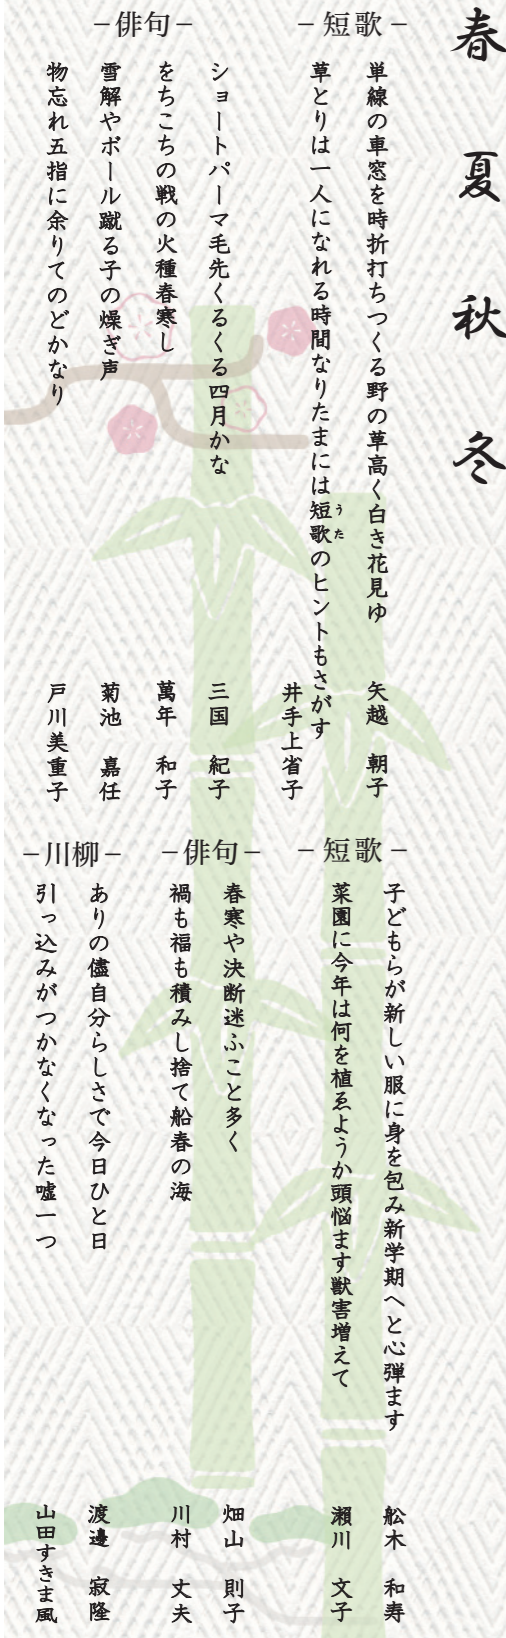 春 夏 秋 冬
－短歌－
単線の車窓を時折打ちつくる野の草高く白き花見ゆ 矢越 朝子
草とりは一人になれる時間なりたまには短歌のヒントもさがす 井手上省子
うた
－俳句－
ショートパーマ毛先くるくる四月かな 三国 紀子
をちこちの戦の火種春寒し 萬年 和子
雪解やボール蹴る子の燥ぎ声 菊池 嘉任
物忘れ五指に余りてのどかなり 戸川美重子
－短歌－
子どもらが新しい服に身を包み新学期へと心弾ます 舩木 和寿
菜園に今年は何を植ゑようか頭悩ます獣害増えて 瀬川 文子
－俳句－
春寒や決断迷ふこと多く 畑山 則子
禍も福も積みし捨て船春の海 川村 丈夫
－川柳－
ありの儘自分らしさで今日ひと日 渡邊 寂隆
引っ込みがつかなくなった嘘一つ 山田すきま風